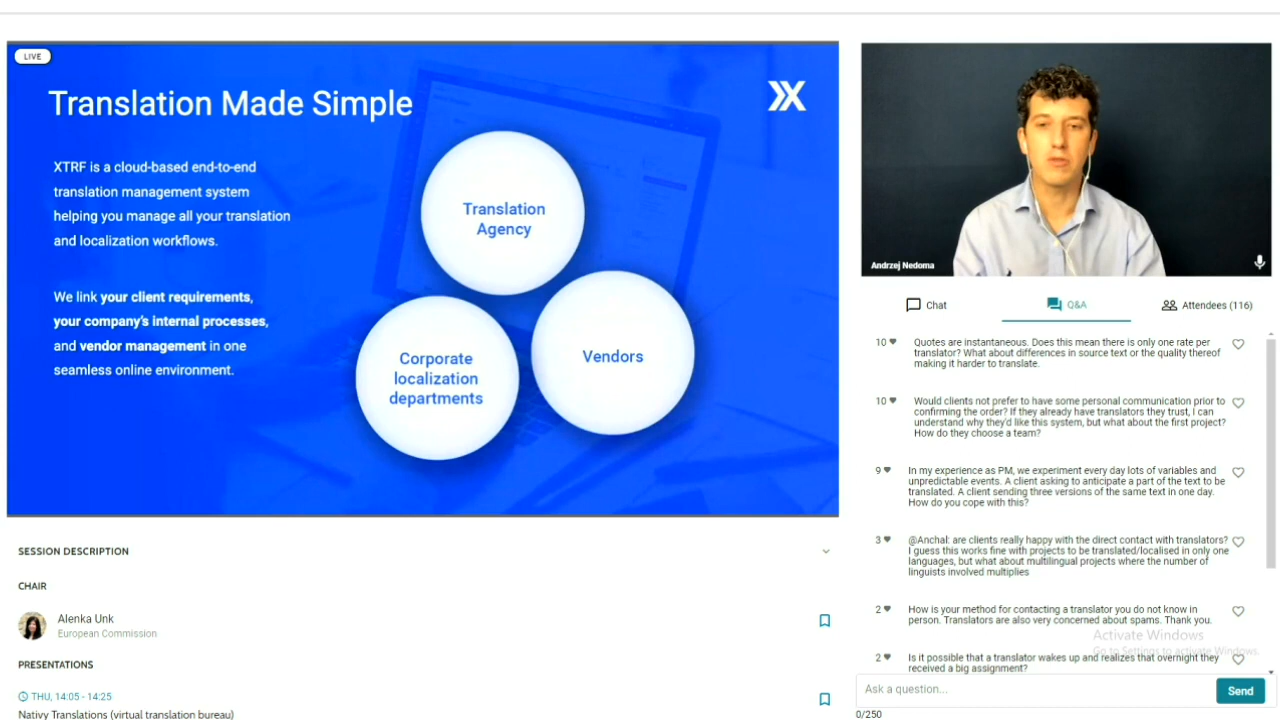 LIVE
Translation Made Simple
XTRF is a cloud-based end-to-end
translation management system
helping you manage all your translation
and localization workflows.
We link your client requirements,
your company's internal processes,
and vendor management in one
seamless online environment.
Translation
Agency
Corporate
localization
departments
Vendors
SESSION DESCRIPTION
CHAIR
Alenka Unk
European Commission
PRESENTATIONS
THU, 14:05 - 14:25
Nativy Translations (virtual translation bureau)
Andrzej Nedoma
Chat
Q&A
Attendees (116)
10
Quotes are instantaneous. Does this mean there is only one rate per
translator? What about differences in source text or the quality thereof
making it harder to translate.
10
Would clients not prefer to have some personal communication prior to
confirming the order? If they already have translators they trust, I can
understand why they'd like this system, but what about the first project?
How do they choose a team?
9
In my experience as PM, we experiment every day lots of variables and
unpredictable events. A client asking to anticipate a part of the text to be
translated. A client sending three versions of the same text in one day.
How do you cope with this?
3
@Anchal: are clients really happy with the direct contact with translators?
I guess this works fine with projects to be translated/localised in only one
languages, but what about multilingual projects where the number of
linguists involved multiplies
2
How is your method for contacting a translator you do not know in
person. Translators are also very concerned about spams. Thank you.
2
Is it possible that a translator wakes up and realizes that overnight they
received a big assignment?
Activate Windows
Go to Settings to activate Windows.
Ask a question...
Send
0/250